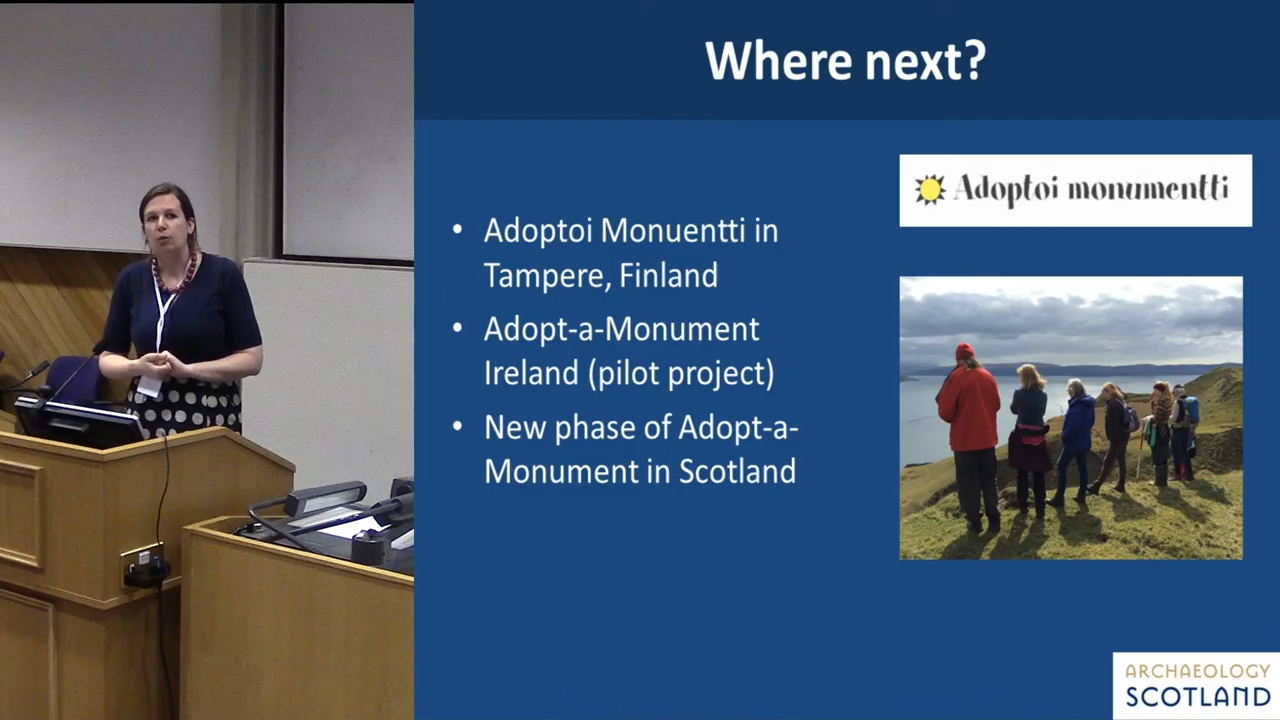 Where next?
Adoptoi monumentti
• Adoptoi Monuentti in
Tampere, Finland
• Adopt-a-Monument
Ireland (pilot project)
• New phase of Adopt-a-
Monument in Scotland
ARCHAEOLOGY
SCOTLAND